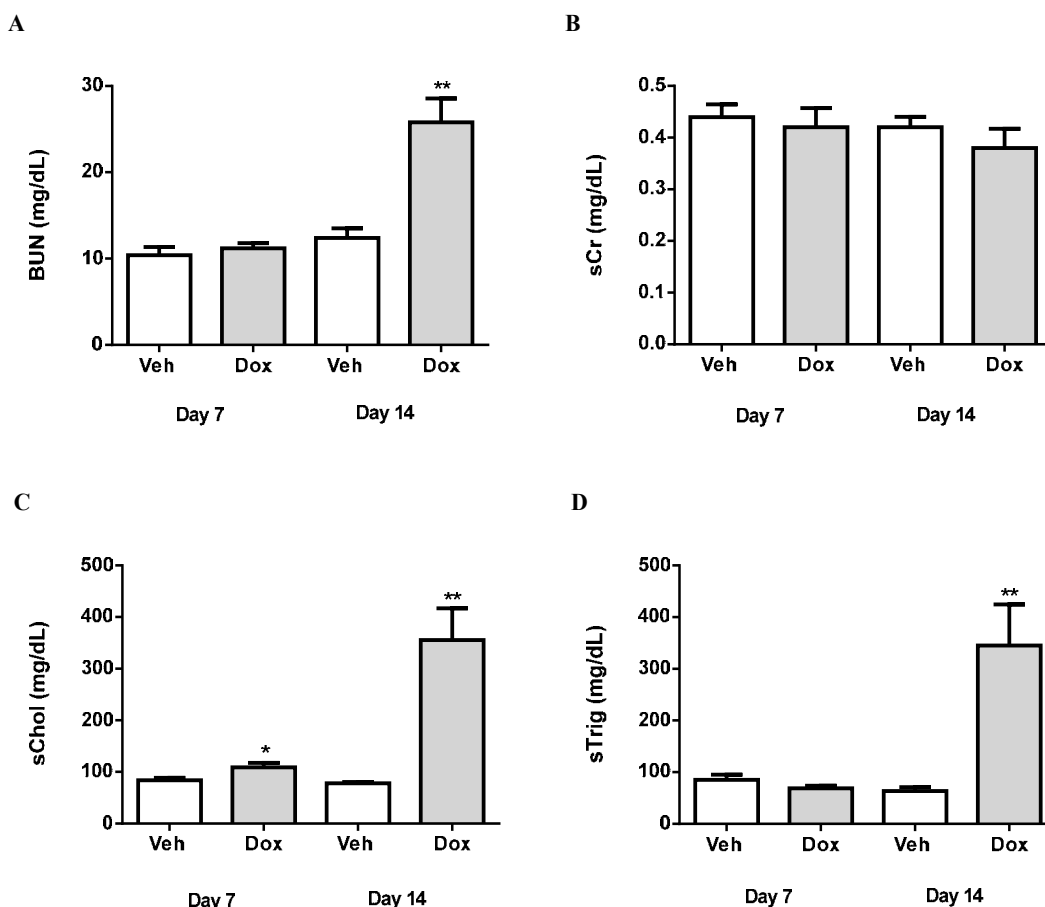 A
BUN (mg/dL)
30
20
10
0
**
Veh Dox Veh Dox
Day 7 Day 14
B
sCr (mg/dL)
0.5
0.4
0.3
0.2
0.1
0.0
Veh Dox Veh Dox
Day 7 Day 14
C
sChol (mg/dL)
500
400
300
200
100
0
*
**
Veh Dox Veh Dox
Day 7 Day 14
D
sTrig (mg/dL)
500
400
300
200
100
0
**
Veh Dox Veh Dox
Day 7 Day 14